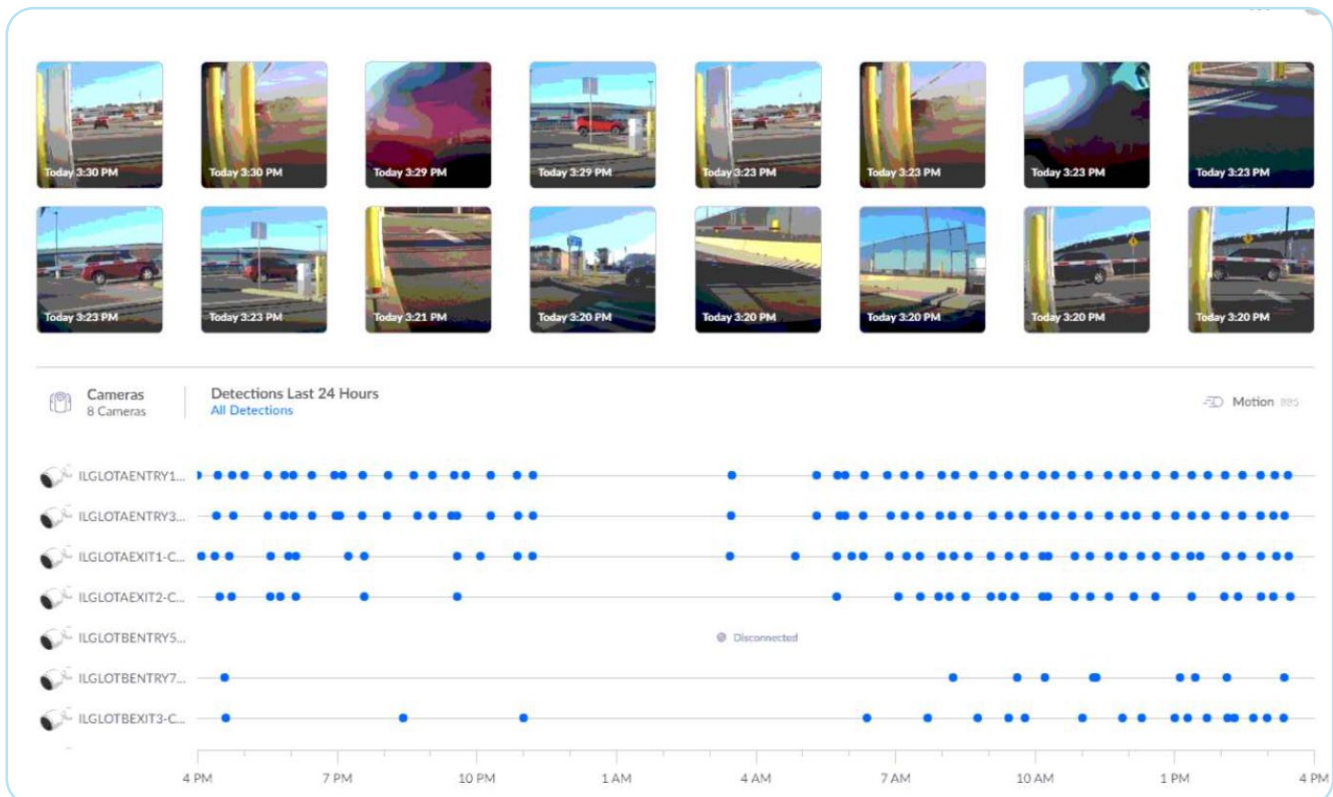 Today 3:30 PM
Today 3:30 PM
Today 3:29 PM
Today 3:29 PM
Today 3:23 PM
Today 3:23 PM
Today 3:23 PM
Today 3:23 PM
Today 3:23 PM
Today 3:23 PM
Today 3:21 PM
Today 3:20 PM
Today 3:20 PM
Today 3:20 PM
Today 3:20 PM
Today 3:20 PM
Cameras
8 Cameras
Detections Last 24 Hours
All Detections
Motion 885
ILGLOTAENTRY1...
ILGLOTAENTRY3...
ILGLOTAEXIT1-C...
ILGLOTAEXIT2-C...
ILGLOTBENTRY5...
Disconnected
ILGLOTBENTRY7...
ILGLOTBEXIT3-C...
4 PM 7 PM 10 PM 1 AM 4 AM 7 AM 10 AM 1 PM 4 PM